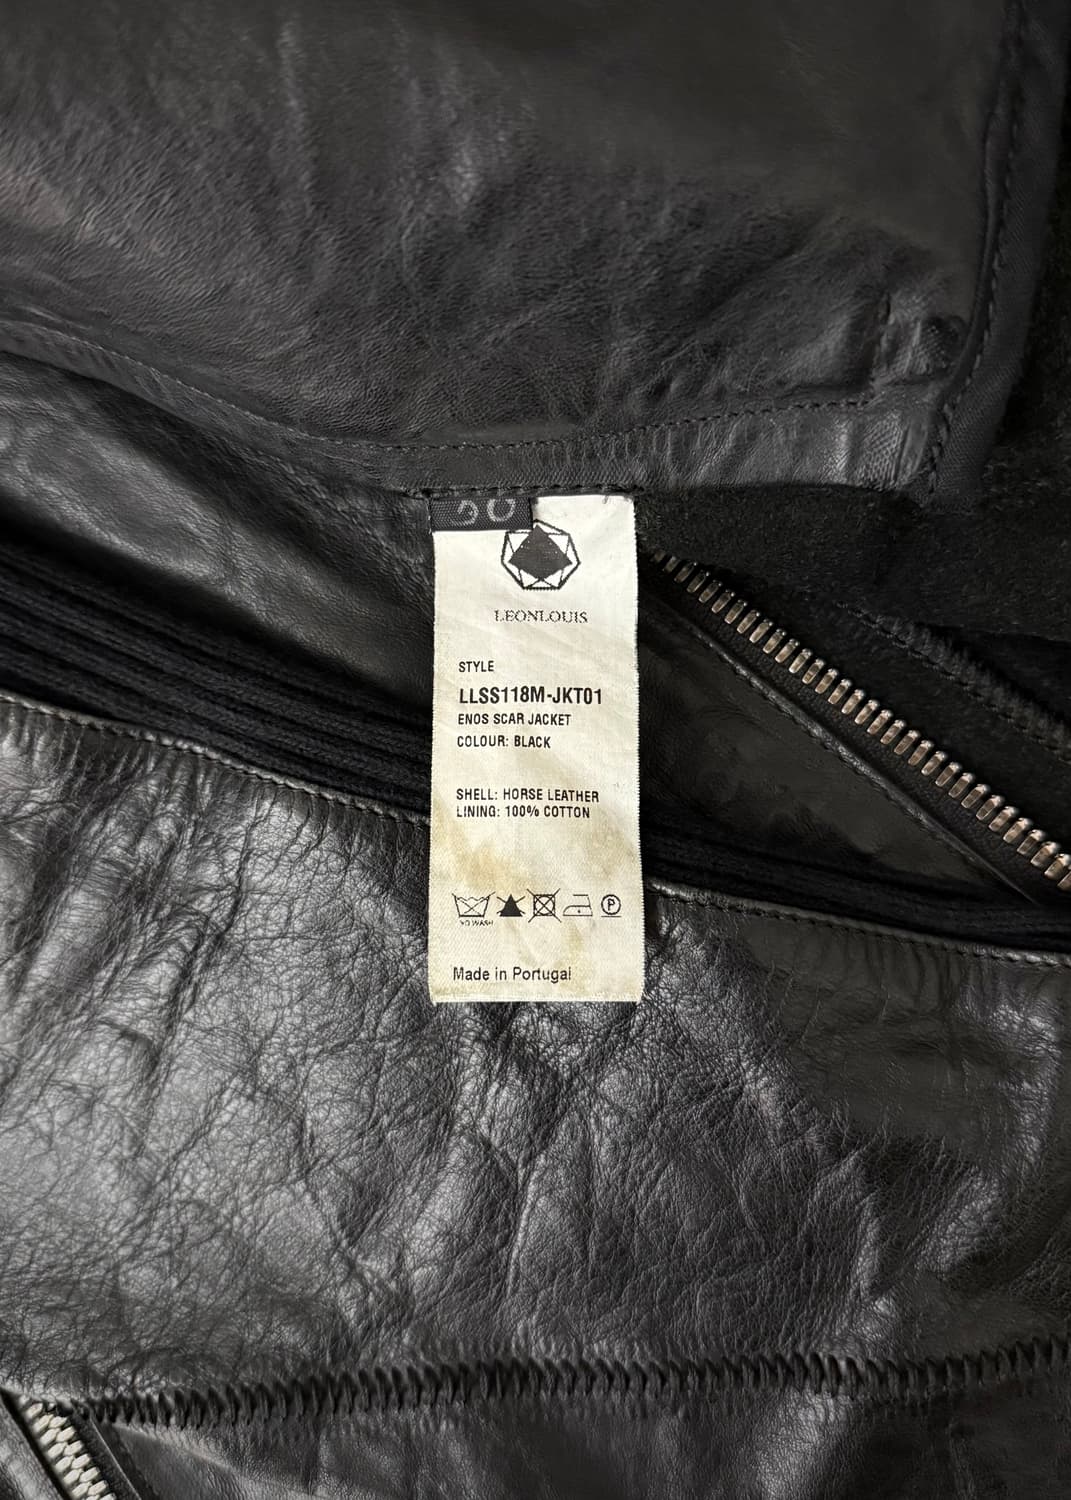 LEONLOUIS
STYLE
LLSS118M-JKT01
ENOS SCAR JACKET
COLOUR: BLACK
SHELL: HORSE LEATHER
LINING: 100% COTTON
NO WASH
P
Made in Portugal